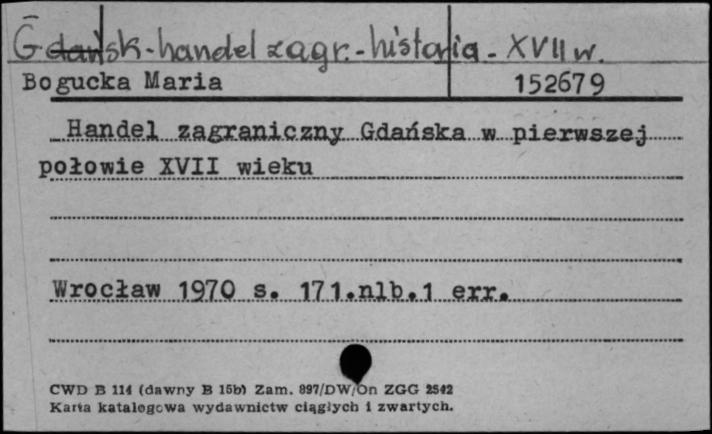 Gdańsk-handel zagr.-historia-XVII w.
Bogucka Maria 152679
Handel zagraniczny Gdańska w pierwszej
połowie XVII wieku
Wrocław 1970 s. 171.nlb.1 err.
CWD B 114 (dawny B 15b) Zam. 897/DW/On ZGG 2542
Karta katalogowa wydawnictw ciągłych i zwartych.